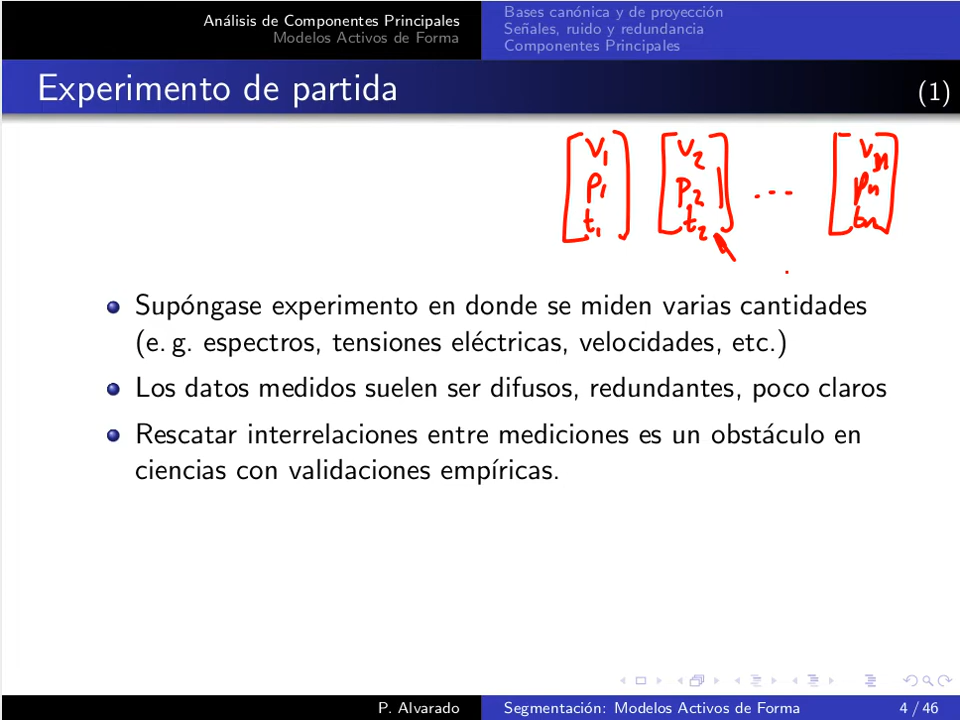 Análisis de Componentes Principales
Modelos Activos de Forma
Bases canónica y de proyección
Señales, ruido y redundancia
Componentes Principales
Experimento de partida (1)
v1 v2 vn
p1 p2 ... pn
t1 t2 tn
Supóngase experimento en donde se miden varias cantidades
(e. g. espectros, tensiones eléctricas, velocidades, etc.)
Los datos medidos suelen ser difusos, redundantes, poco claros
Rescatar interrelaciones entre mediciones es un obstáculo en
ciencias con validaciones empíricas.
P. Alvarado Segmentación: Modelos Activos de Forma 4 / 46